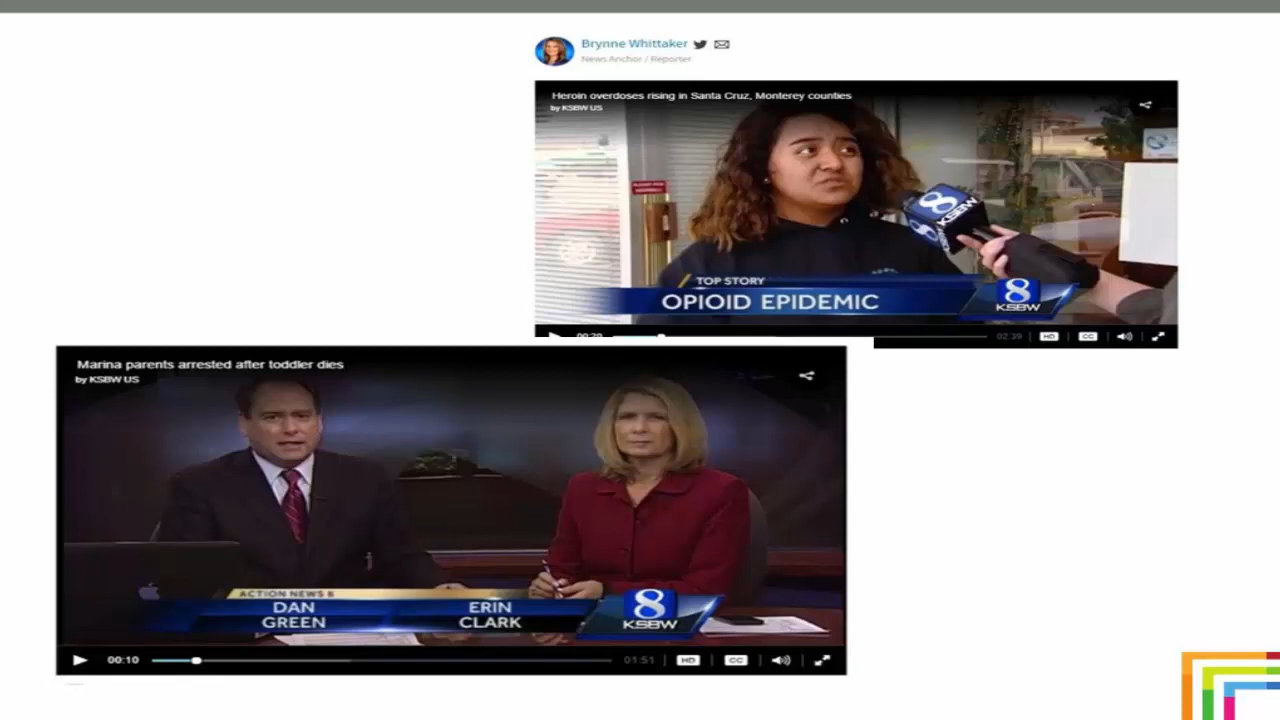 Brynne Whittaker
News Anchor / Reporter
Heroin overdoses rising in Santa Cruz, Monterey counties
by KSBW US
8
KSBW
TOP STORY
OPIOID EPIDEMIC
8
KSBW
00:20
02:39
HD
CC
Marina parents arrested after toddler dies
by KSBW US
ACTION NEWS 8
DAN
GREEN
ERIN
CLARK
8
KSBW
00:10
01:51
HD
CC